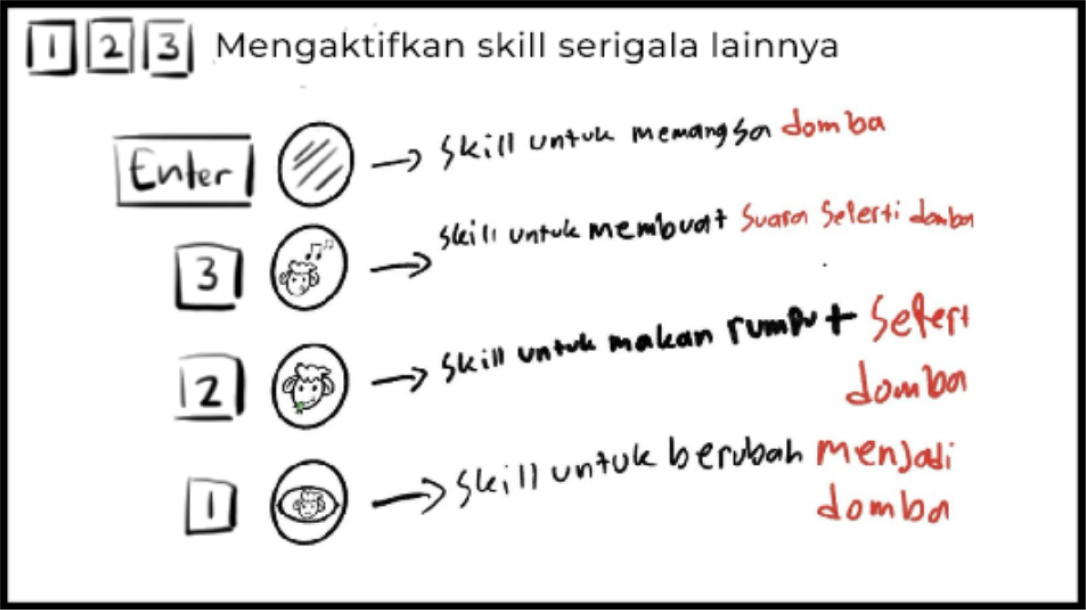 1 2 3 Mengaktifkan skill serigala lainnya
Enter → skill untuk memangsa domba
3 → skill untuk membuat suara seperti domba
2 → skill untuk makan rumput seperti
domba
1 → skill untuk berubah menjadi
domba